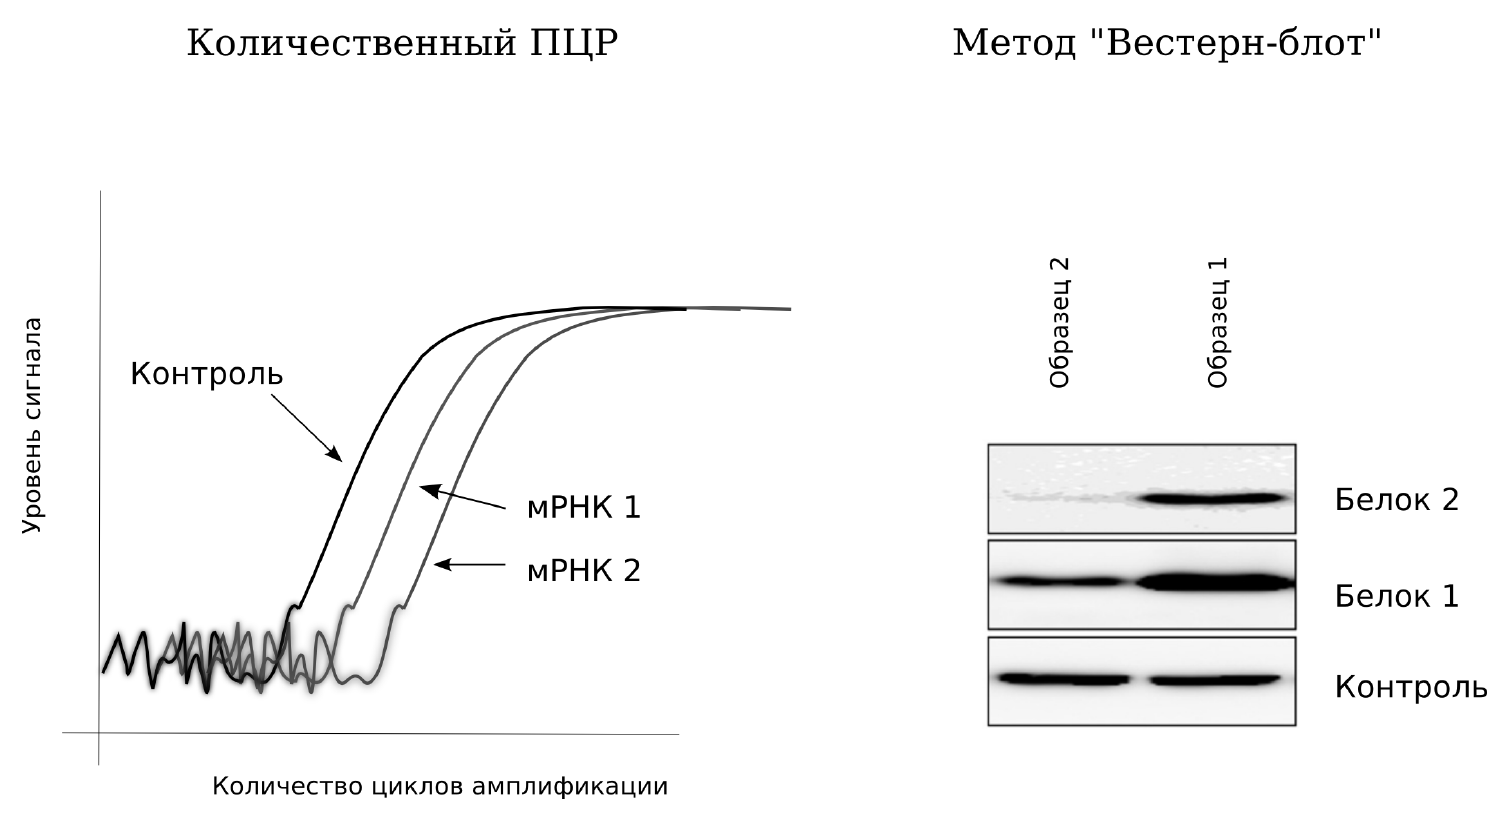 Количественный ПЦР
Уровень сигнала
Контроль
мРНК 1
мРНК 2
Количество циклов амплификации
Метод "Вестерн-блот"
Образец 2
Образец 1
Белок 2
Белок 1
Контроль